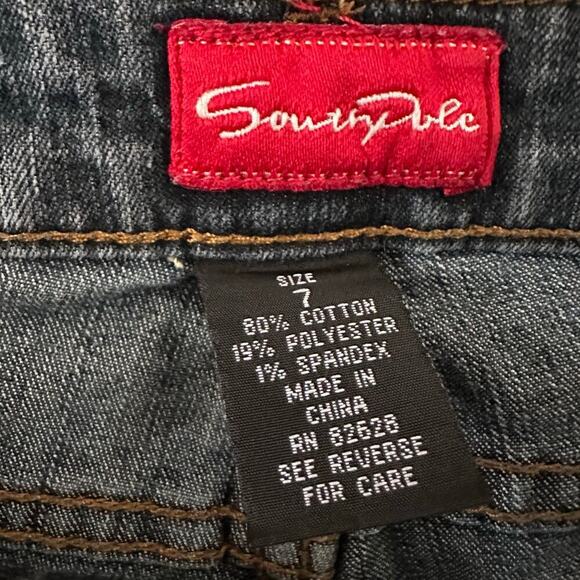 SouthPole
SIZE
7
80% COTTON
19% POLYESTER
1% SPANDEX
MADE IN
CHINA
RN 82628
SEE REVERSE
FOR CARE